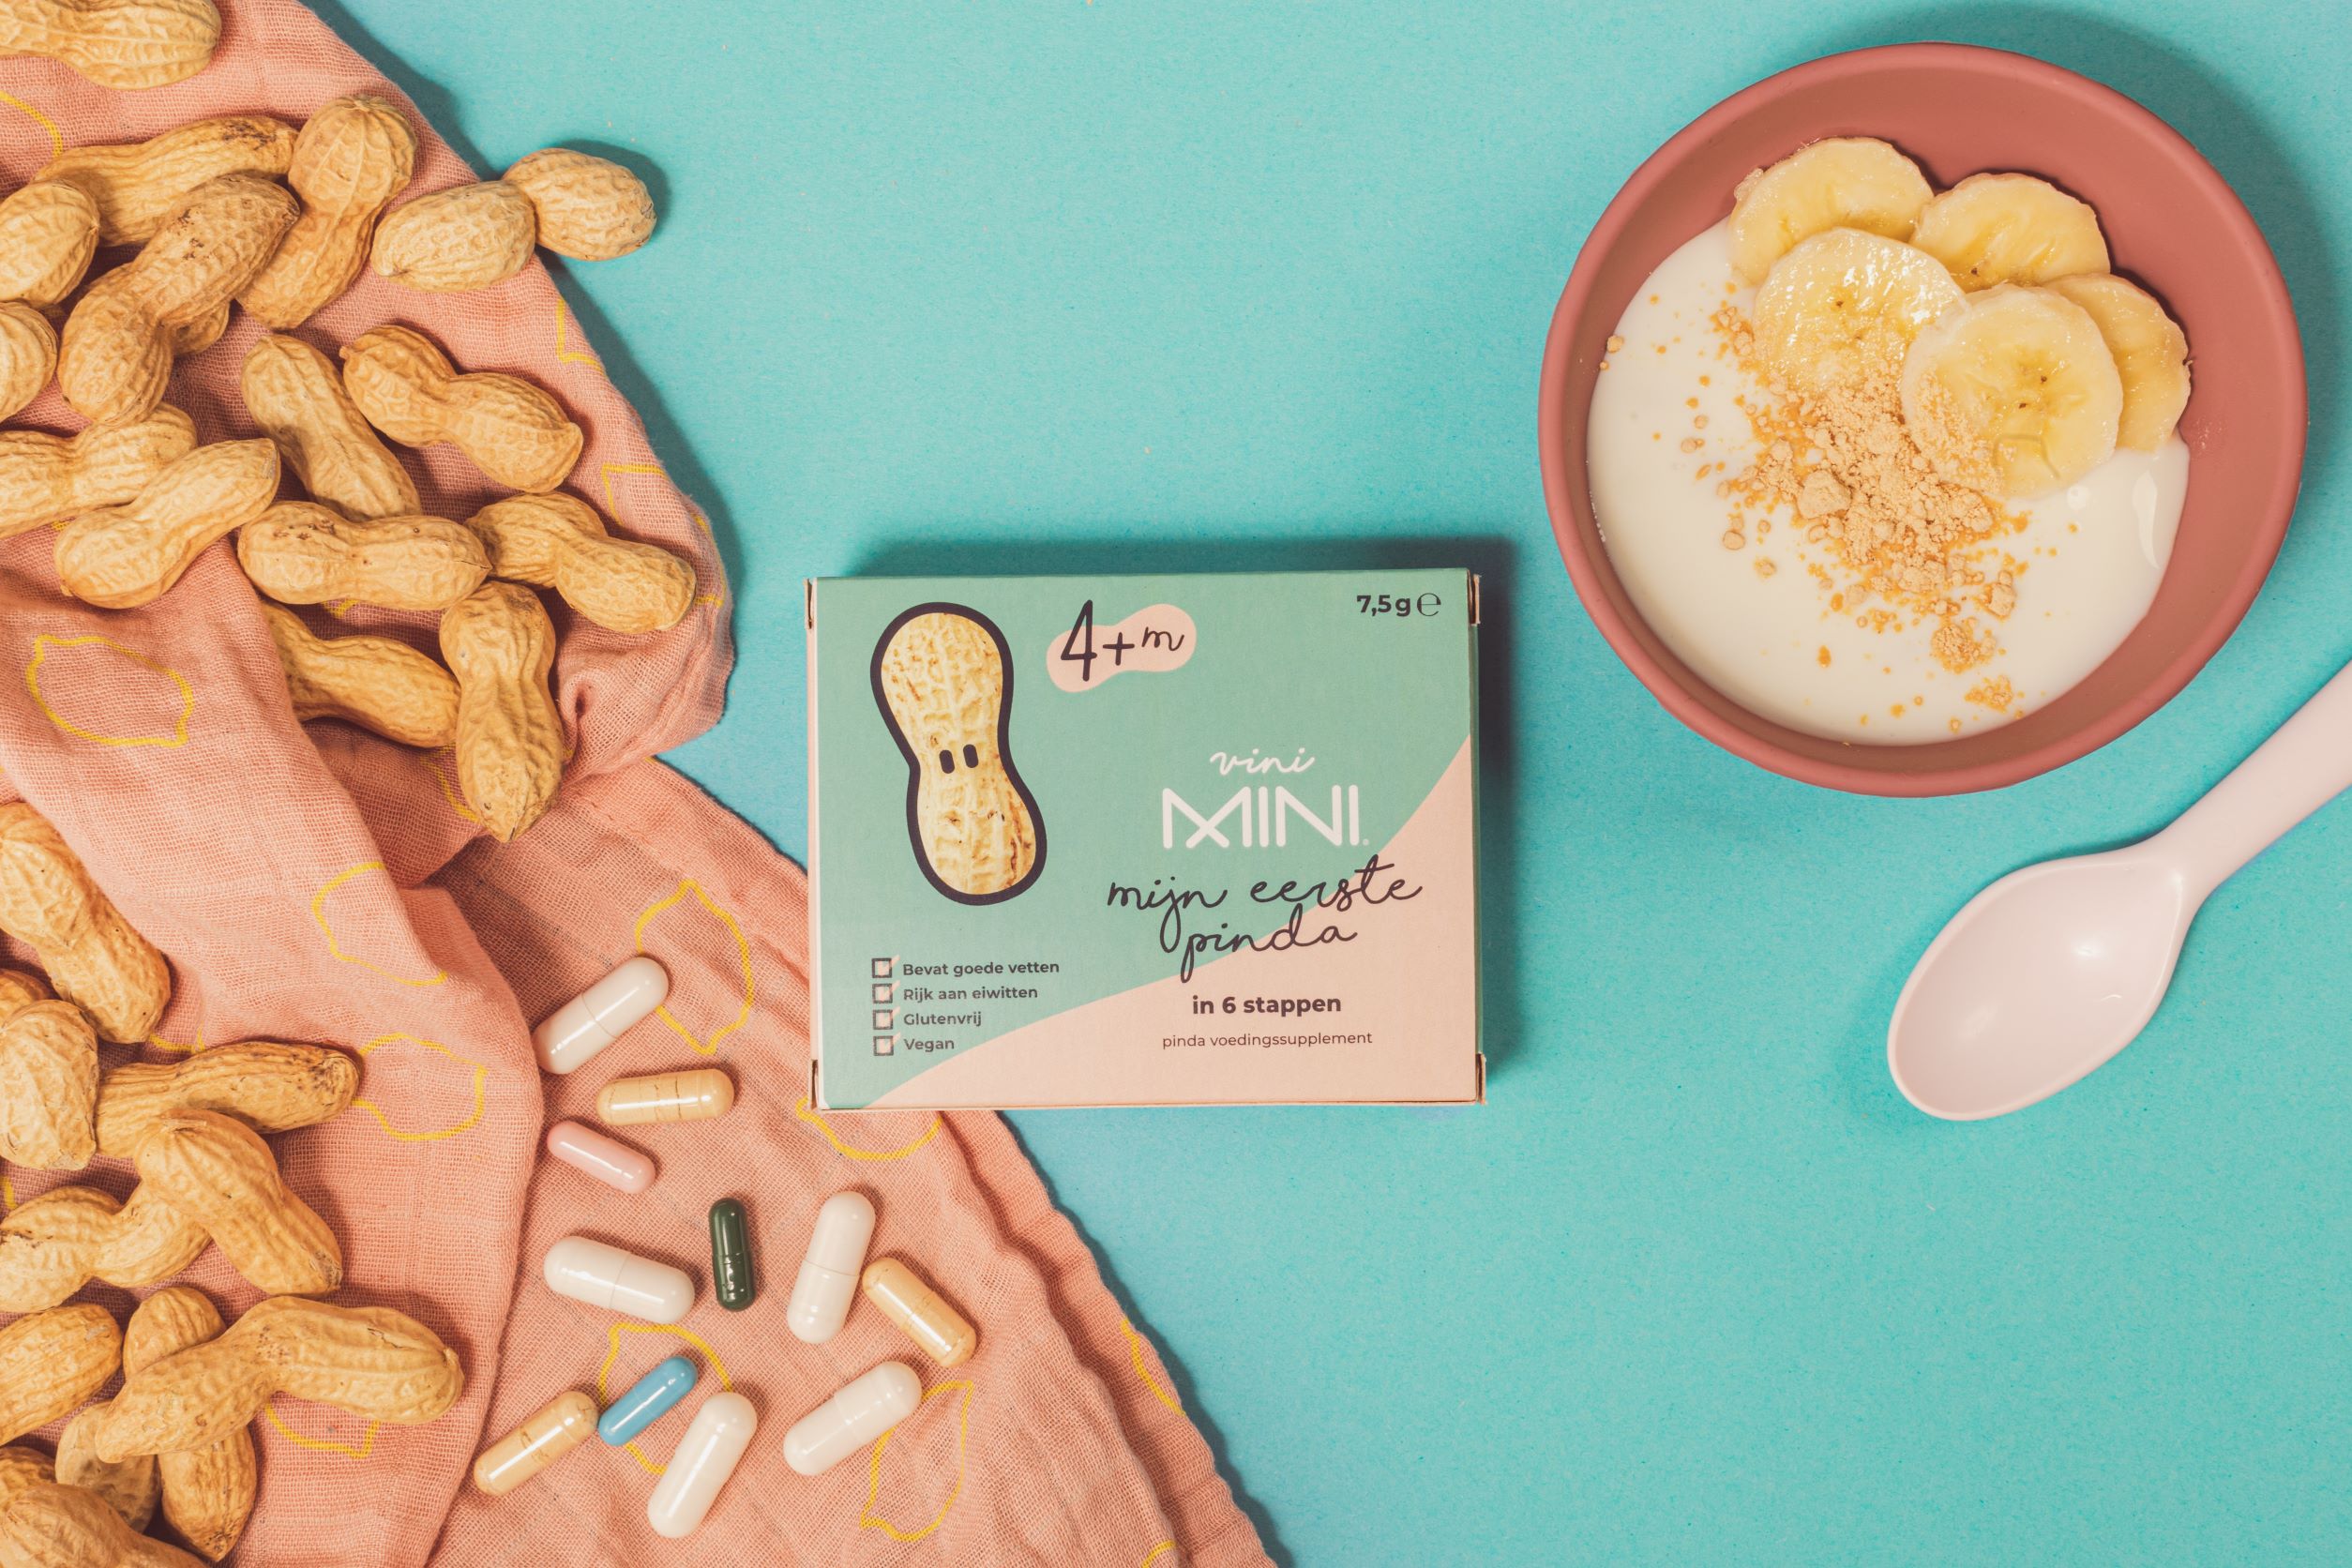 4+m
7,5g ℮
vini
MINI®
mijn eerste
pinda
in 6 stappen
pinda voedingssupplement
Bevat goede vetten
Rijk aan eiwitten
Glutenvrij
Vegan